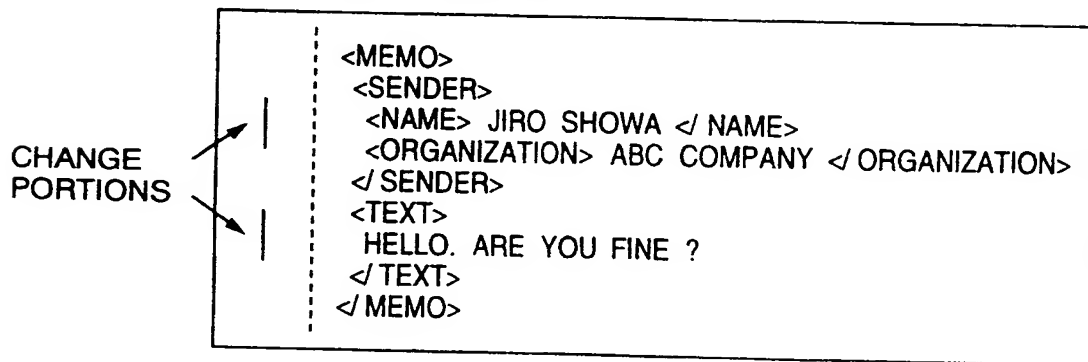 CHANGE
PORTIONS
<MEMO>
<SENDER>
<NAME> JIRO SHOWA </ NAME>
<ORGANIZATION> ABC COMPANY </ ORGANIZATION>
</ SENDER>
<TEXT>
HELLO. ARE YOU FINE ?
</ TEXT>
</ MEMO>